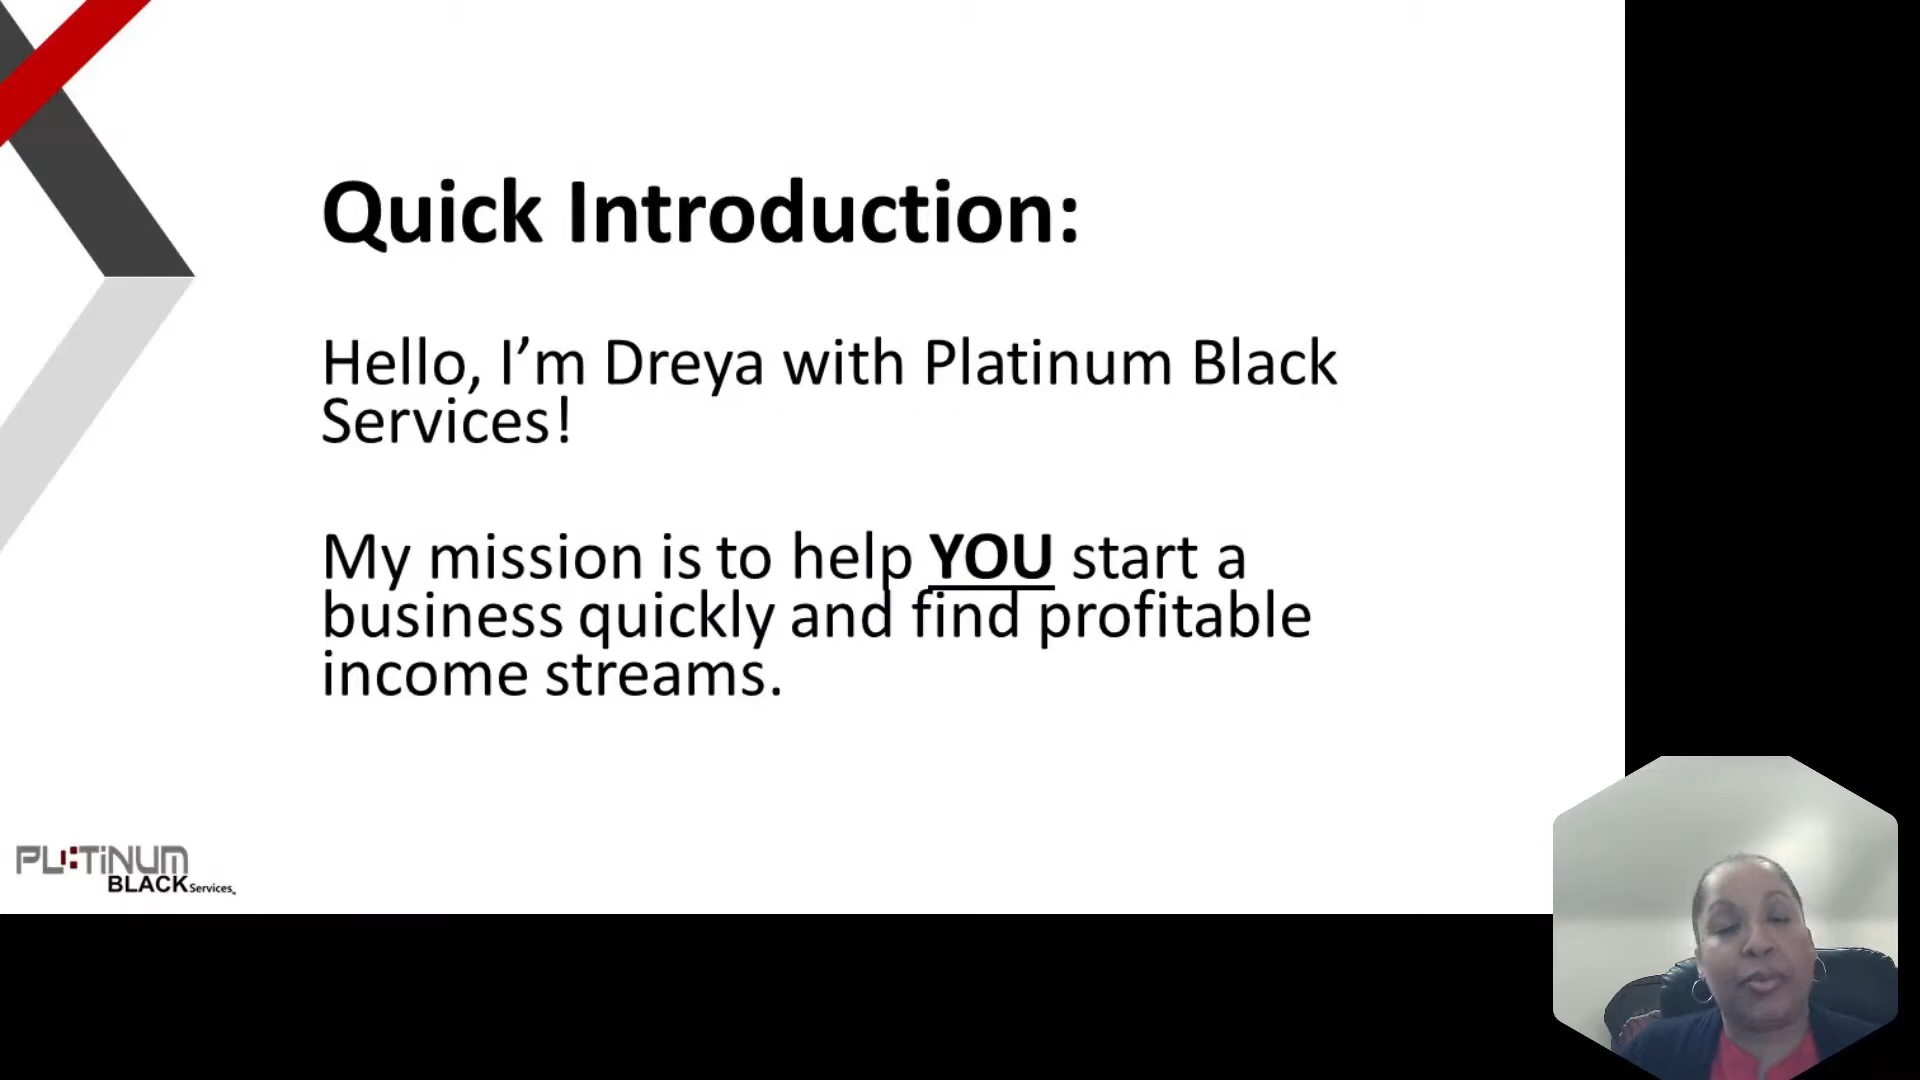 Quick Introduction:
Hello, I’m Dreya with Platinum Black
Services!
My mission is to help YOU start a
business quickly and find profitable
income streams.
PLATiNUM
BLACK Services